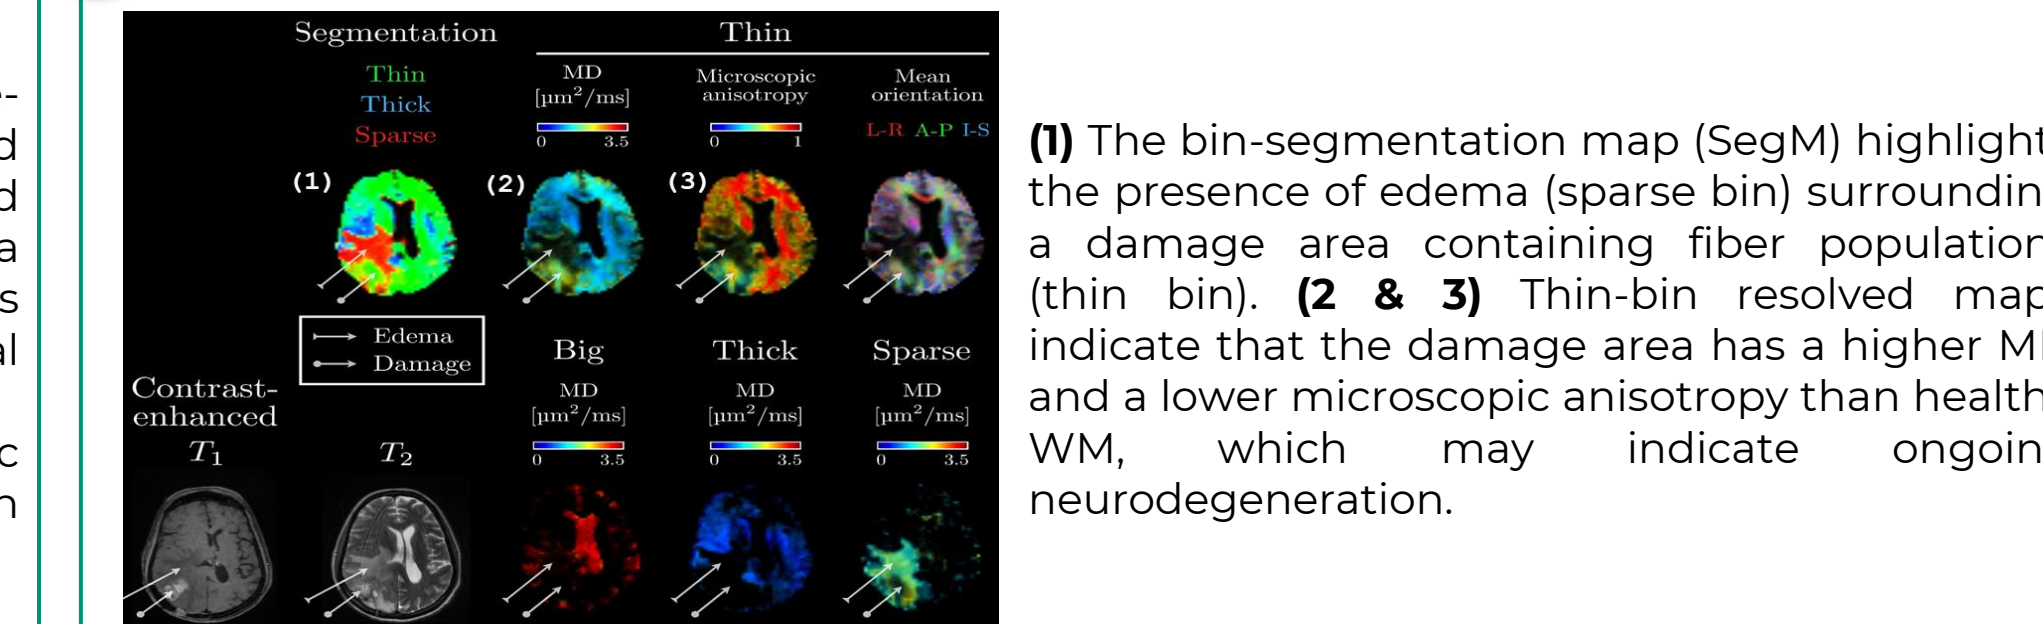 e-
d
d
a
s
al
c
n
Segmentation
Thin
Thick
Sparse
Thin
MD
[µm²/ms]
0 3.5
Microscopic
anisotropy
0 1
Mean
orientation
L-R A-P I-S
(1)
(2)
(3)
Edema
Damage
Contrast-
enhanced
T₁
T₂
Big
MD
[µm²/ms]
0 3.5
Thick
MD
[µm²/ms]
0 3.5
Sparse
MD
[µm²/ms]
0 3.5
(1) The bin-segmentation map (SegM) highlight
the presence of edema (sparse bin) surroundin
a damage area containing fiber population
(thin bin). (2 & 3) Thin-bin resolved map
indicate that the damage area has a higher M
and a lower microscopic anisotropy than health
WM, which may indicate ongoin
neurodegeneration.